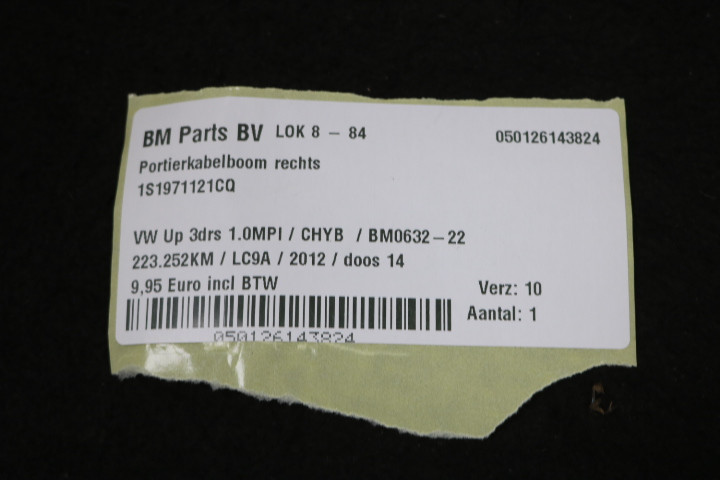 BM Parts BV LOK 8 - 84 050126143824
Portierkabelboom rechts
1S1971121CQ
VW Up 3drs 1.0MPI / CHYB / BM0632-22
223.252KM / LC9A / 2012 / doos 14
9,95 Euro incl BTW Verz: 10
Aantal: 1
050126143824